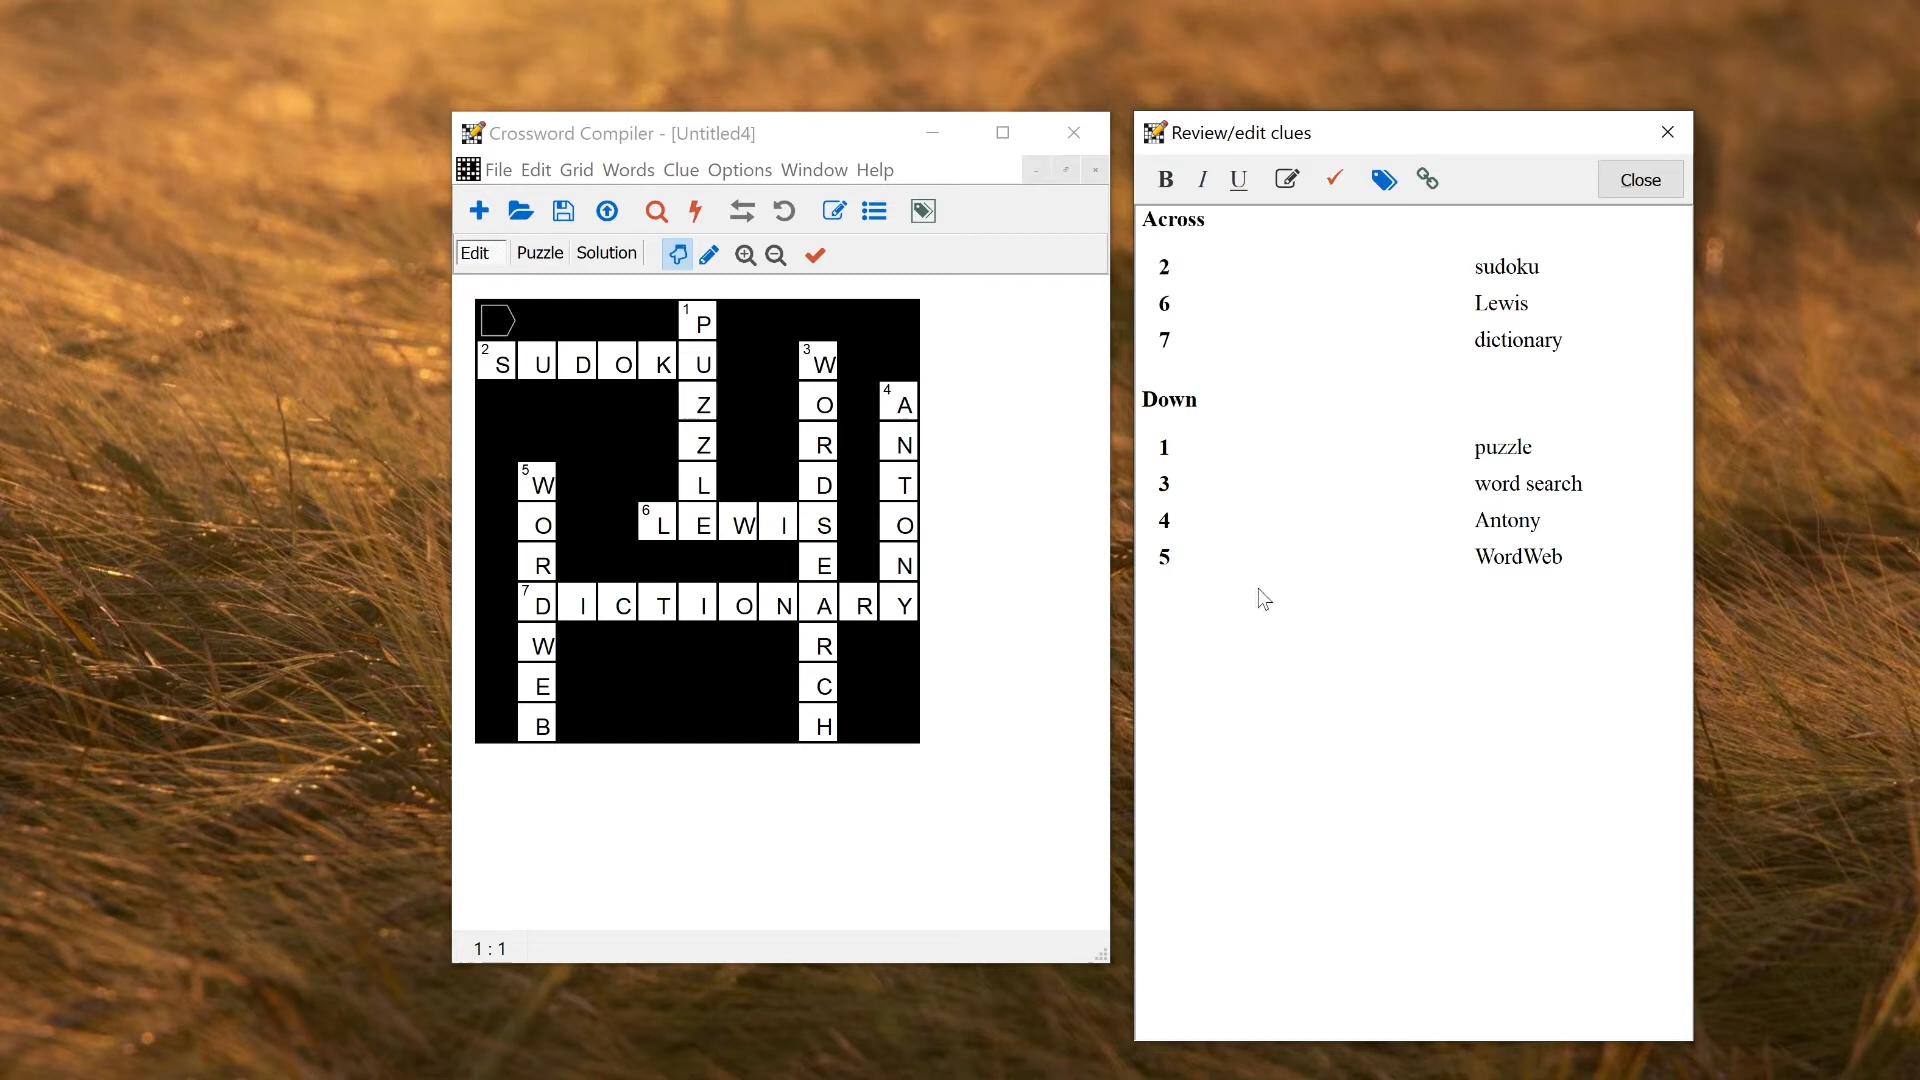 Crossword Compiler - [Untitled4]
File Edit Grid Words Clue Options Window Help
Edit Puzzle Solution
1 P
2 S U D O K U 3 W
Z O 4 A
Z R N
5 W L D T
O 6 L E W I S O
R E N
7 D I C T I O N A R Y
W R
E C
B H
1 : 1
Review/edit clues
B I U Close
Across
2 sudoku
6 Lewis
7 dictionary
Down
1 puzzle
3 word search
4 Antony
5 WordWeb